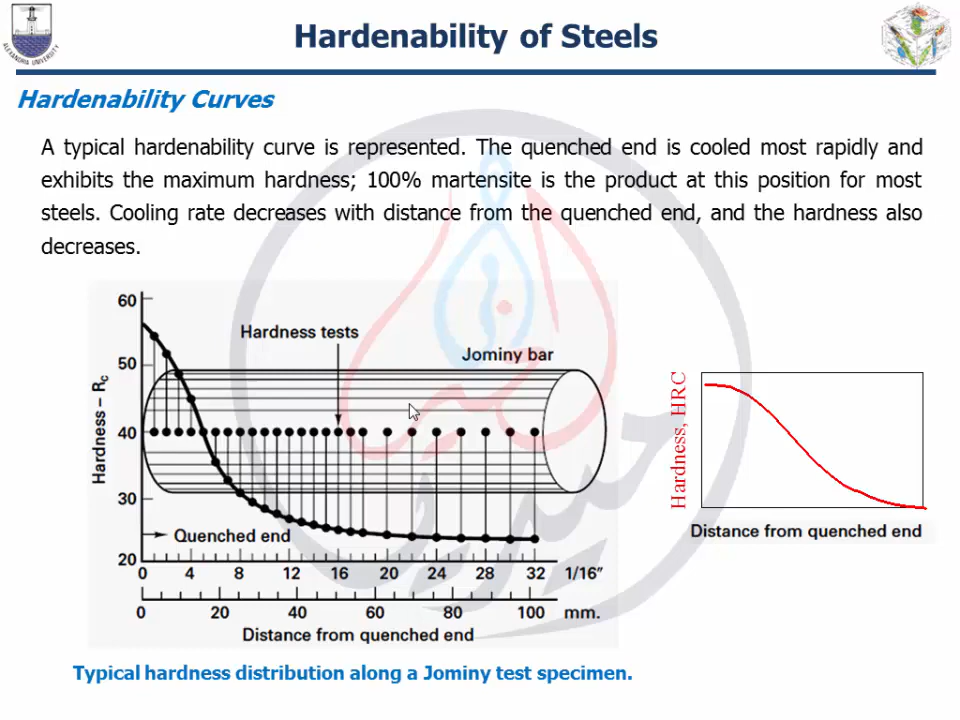 Hardenability of Steels
ALEXANDRIA UNIVERSITY
Hardenability Curves
A typical hardenability curve is represented. The quenched end is cooled most rapidly and
exhibits the maximum hardness; 100% martensite is the product at this position for most
steels. Cooling rate decreases with distance from the quenched end, and the hardness also
decreases.
60
50
40
30
20
Hardness – Rc
Hardness tests
Jominy bar
Quenched end
0 4 8 12 16 20 24 28 32 1/16″
0 20 40 60 80 100 mm.
Distance from quenched end
Hardness, HRC
Distance from quenched end
Typical hardness distribution along a Jominy test specimen.